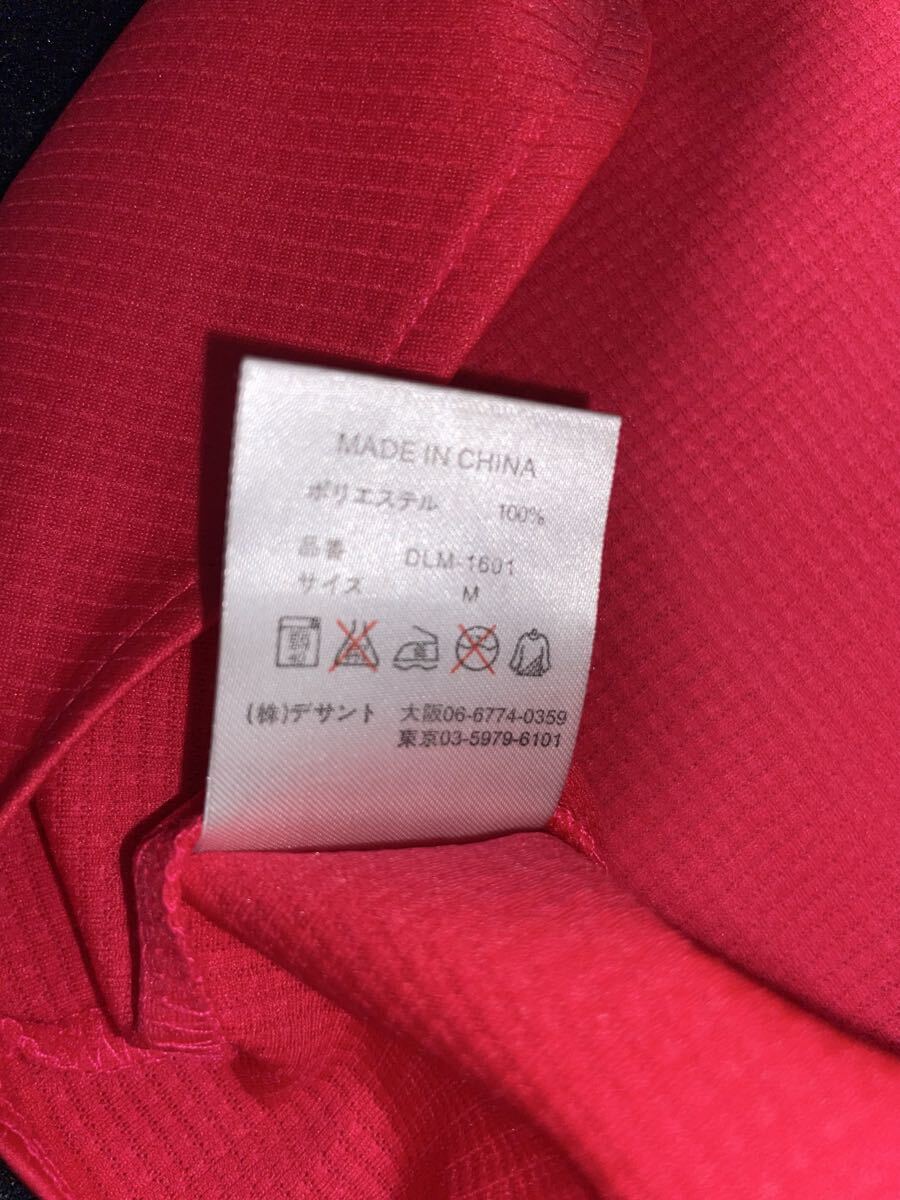 MADE IN CHINA
ポリエステル 100%
品番 DLM-1601
サイズ M
40
(株)デサント 大阪06-6774-0359
東京03-5979-6101